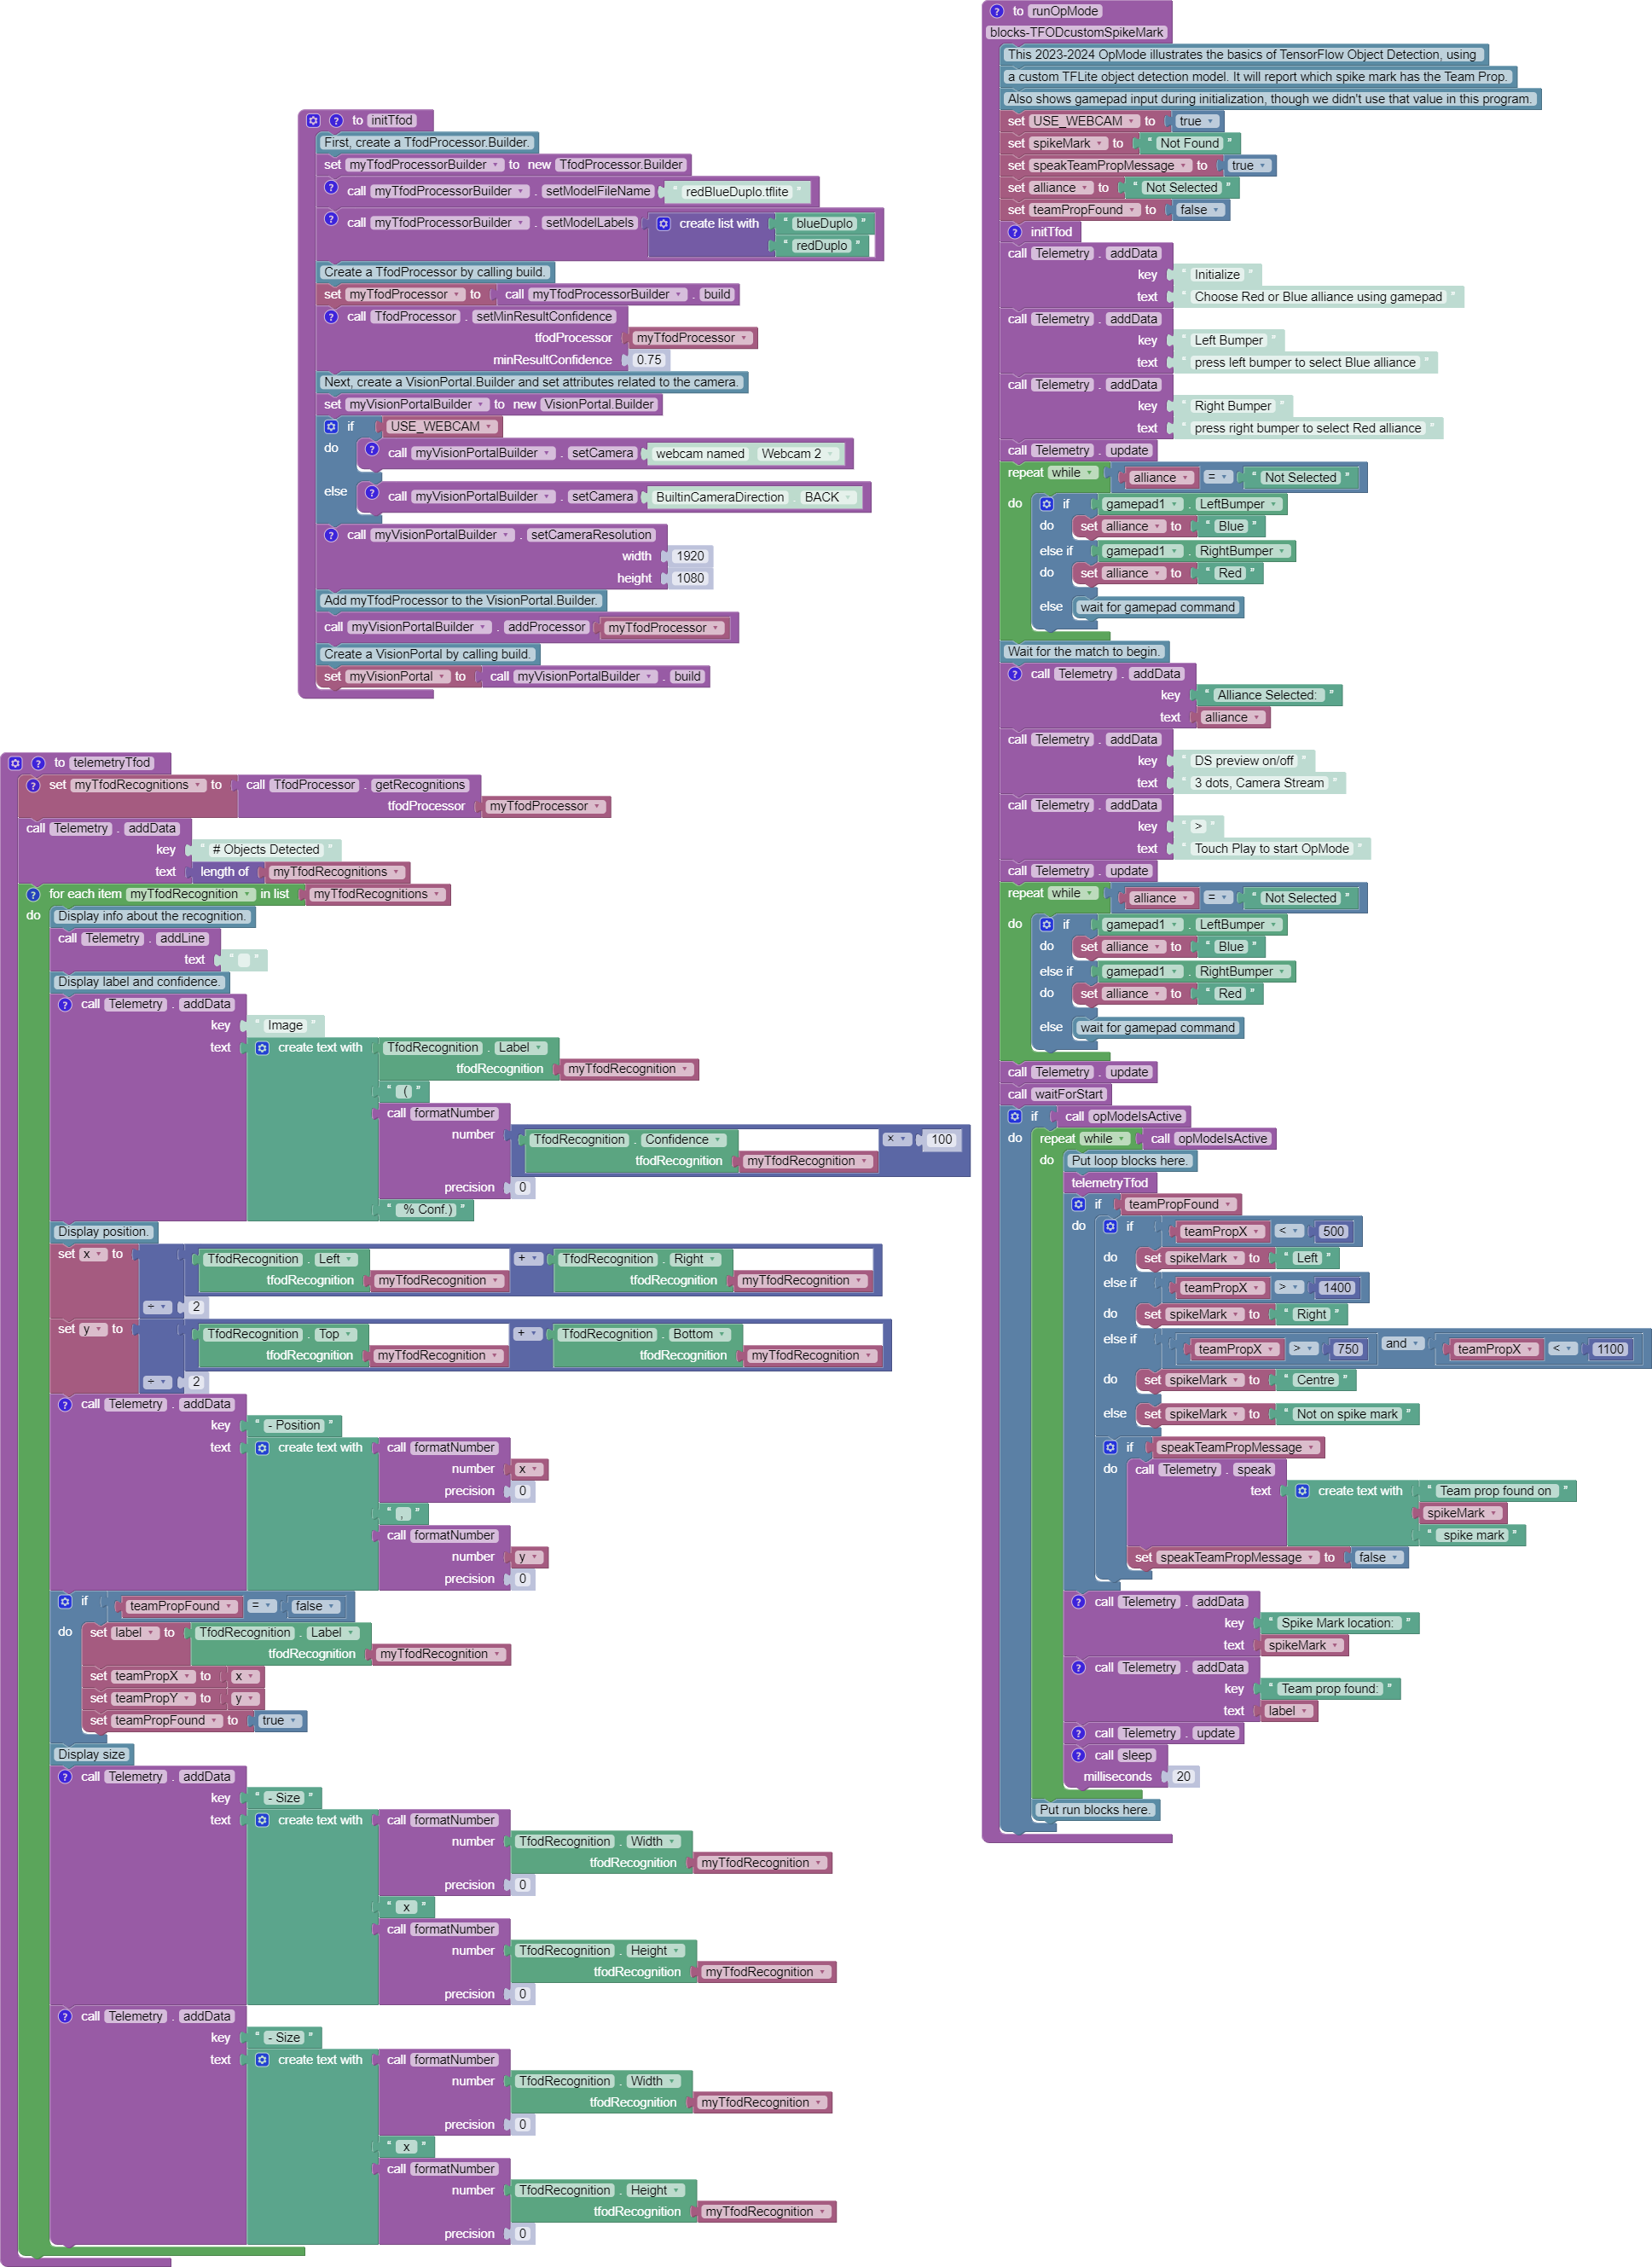 to initTfod
First, create a TfodProcessor.Builder.
set myTfodProcessorBuilder to new TfodProcessor.Builder
call myTfodProcessorBuilder . setModelFileName “ redBlueDuplo.tflite ”
call myTfodProcessorBuilder . setModelLabels create list with “ blueDuplo ”
“ redDuplo ”
Create a TfodProcessor by calling build.
set myTfodProcessor to call myTfodProcessorBuilder . build
call TfodProcessor . setMinResultConfidence
tfodProcessor myTfodProcessor
minResultConfidence 0.75
Next, create a VisionPortal.Builder and set attributes related to the camera.
set myVisionPortalBuilder to new VisionPortal.Builder
if USE_WEBCAM
do call myVisionPortalBuilder . setCamera webcam named Webcam 2
else call myVisionPortalBuilder . setCamera BuiltinCameraDirection . BACK
call myVisionPortalBuilder . setCameraResolution
width 1920
height 1080
Add myTfodProcessor to the VisionPortal.Builder.
call myVisionPortalBuilder . addProcessor myTfodProcessor
Create a VisionPortal by calling build.
set myVisionPortal to call myVisionPortalBuilder . build
to telemetryTfod
set myTfodRecognitions to call TfodProcessor . getRecognitions
tfodProcessor myTfodProcessor
call Telemetry . addData
key “ # Objects Detected ”
text length of myTfodRecognitions
for each item myTfodRecognition in list myTfodRecognitions
do Display info about the recognition.
call Telemetry . addLine
text “ ”
Display label and confidence.
call Telemetry . addData
key “ Image ”
text create text with TfodRecognition . Label
tfodRecognition myTfodRecognition
“ ( ”
call formatNumber
number TfodRecognition . Confidence × 100
tfodRecognition myTfodRecognition
precision 0
“ % Conf.) ”
Display position.
set x to TfodRecognition . Left + TfodRecognition . Right
tfodRecognition myTfodRecognition tfodRecognition myTfodRecognition
÷ 2
set y to TfodRecognition . Top + TfodRecognition . Bottom
tfodRecognition myTfodRecognition tfodRecognition myTfodRecognition
÷ 2
call Telemetry . addData
key “ - Position ”
text create text with call formatNumber
number x
precision 0
“ , ”
call formatNumber
number y
precision 0
if teamPropFound = false
do set label to TfodRecognition . Label
tfodRecognition myTfodRecognition
set teamPropX to x
set teamPropY to y
set teamPropFound to true
Display size
call Telemetry . addData
key “ - Size ”
text create text with call formatNumber
number TfodRecognition . Width
tfodRecognition myTfodRecognition
precision 0
“ x ”
call formatNumber
number TfodRecognition . Height
tfodRecognition myTfodRecognition
precision 0
call Telemetry . addData
key “ - Size ”
text create text with call formatNumber
number TfodRecognition . Width
tfodRecognition myTfodRecognition
precision 0
“ x ”
call formatNumber
number TfodRecognition . Height
tfodRecognition myTfodRecognition
precision 0
to runOpMode
blocks-TFODcustomSpikeMark
This 2023-2024 OpMode illustrates the basics of TensorFlow Object Detection, using
a custom TFLite object detection model. It will report which spike mark has the Team Prop.
Also shows gamepad input during initialization, though we didn't use that value in this program.
set USE_WEBCAM to true
set spikeMark to “ Not Found ”
set speakTeamPropMessage to true
set alliance to “ Not Selected ”
set teamPropFound to false
initTfod
call Telemetry . addData
key “ Initialize ”
text “ Choose Red or Blue alliance using gamepad ”
call Telemetry . addData
key “ Left Bumper ”
text “ press left bumper to select Blue alliance ”
call Telemetry . addData
key “ Right Bumper ”
text “ press right bumper to select Red alliance ”
call Telemetry . update
repeat while alliance = “ Not Selected ”
do if gamepad1 . LeftBumper
do set alliance to “ Blue ”
else if gamepad1 . RightBumper
do set alliance to “ Red ”
else wait for gamepad command
Wait for the match to begin.
call Telemetry . addData
key “ Alliance Selected: ”
text alliance
call Telemetry . addData
key “ DS preview on/off ”
text “ 3 dots, Camera Stream ”
call Telemetry . addData
key “ > ”
text “ Touch Play to start OpMode ”
call Telemetry . update
repeat while alliance = “ Not Selected ”
do if gamepad1 . LeftBumper
do set alliance to “ Blue ”
else if gamepad1 . RightBumper
do set alliance to “ Red ”
else wait for gamepad command
call Telemetry . update
call waitForStart
if call opModeIsActive
do repeat while call opModeIsActive
do Put loop blocks here.
telemetryTfod
if teamPropFound
do if teamPropX < 500
do set spikeMark to “ Left ”
else if teamPropX > 1400
do set spikeMark to “ Right ”
else if teamPropX > 750 and teamPropX < 1100
do set spikeMark to “ Centre ”
else set spikeMark to “ Not on spike mark ”
if speakTeamPropMessage
do call Telemetry . speak
text create text with “ Team prop found on ”
spikeMark
“ spike mark ”
set speakTeamPropMessage to false
call Telemetry . addData
key “ Spike Mark location: ”
text spikeMark
call Telemetry . addData
key “ Team prop found: ”
text label
call Telemetry . update
call sleep
milliseconds 20
Put run blocks here.